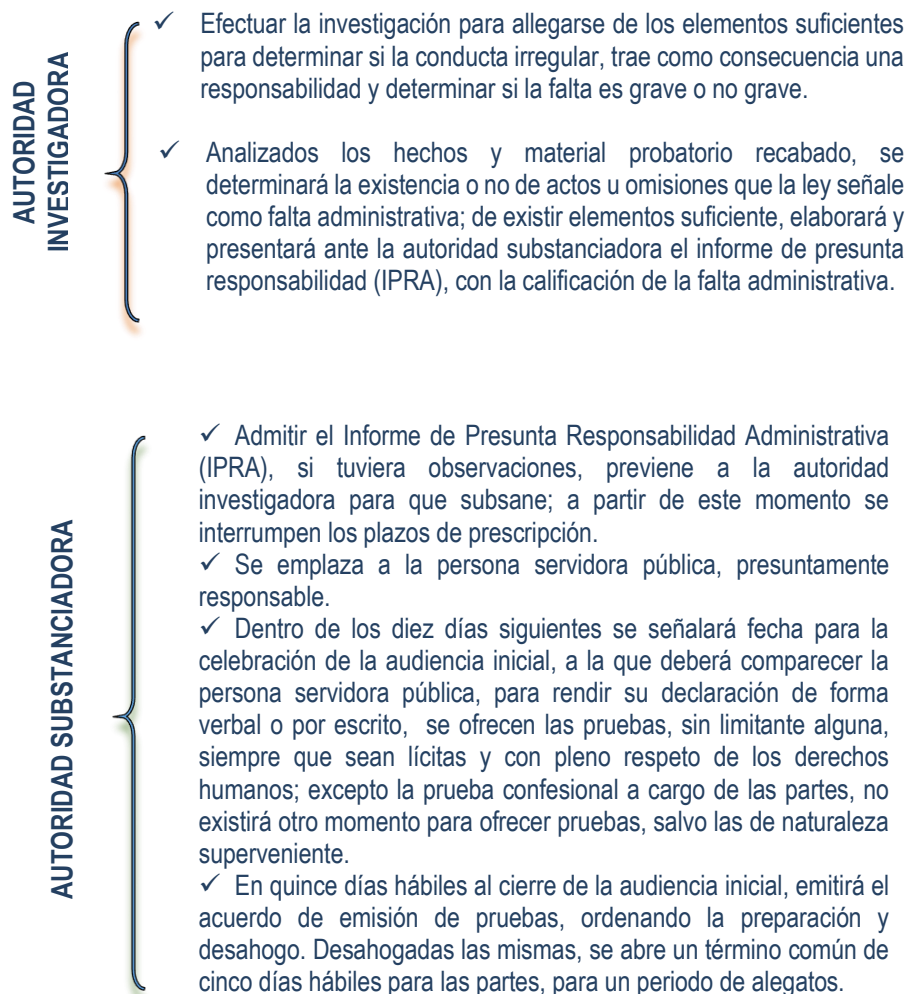 AUTORIDAD
INVESTIGADORA
✓ Efectuar la investigación para allegarse de los elementos suficientes
para determinar si la conducta irregular, trae como consecuencia una
responsabilidad y determinar si la falta es grave o no grave.
✓ Analizados los hechos y material probatorio recabado, se
determinará la existencia o no de actos u omisiones que la ley señale
como falta administrativa; de existir elementos suficiente, elaborará y
presentará ante la autoridad substanciadora el informe de presunta
responsabilidad (IPRA), con la calificación de la falta administrativa.
AUTORIDAD SUBSTANCIADORA
✓ Admitir el Informe de Presunta Responsabilidad Administrativa
(IPRA), si tuviera observaciones, previene a la autoridad
investigadora para que subsane; a partir de este momento se
interrumpen los plazos de prescripción.
✓ Se emplaza a la persona servidora pública, presuntamente
responsable.
✓ Dentro de los diez días siguientes se señalará fecha para la
celebración de la audiencia inicial, a la que deberá comparecer la
persona servidora pública, para rendir su declaración de forma
verbal o por escrito, se ofrecen las pruebas, sin limitante alguna,
siempre que sean lícitas y con pleno respeto de los derechos
humanos; excepto la prueba confesional a cargo de las partes, no
existirá otro momento para ofrecer pruebas, salvo las de naturaleza
superveniente.
✓ En quince días hábiles al cierre de la audiencia inicial, emitirá el
acuerdo de emisión de pruebas, ordenando la preparación y
desahogo. Desahogadas las mismas, se abre un término común de
cinco días hábiles para las partes, para un periodo de alegatos.